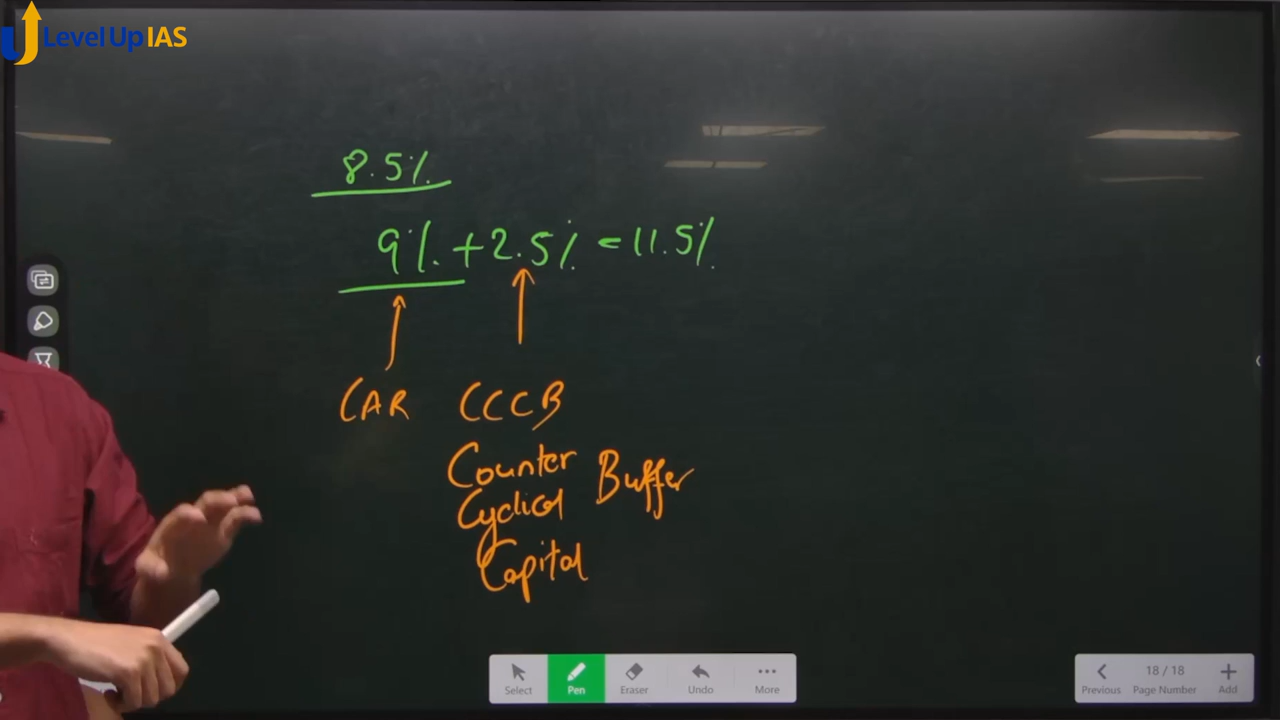 Level Up IAS
8.5%
9% + 2.5% = 11.5%
CAR CCCB
Counter Buffer
Cyclical
Capital
Select Pen Eraser Undo More
18 / 18
Previous Page Number Add